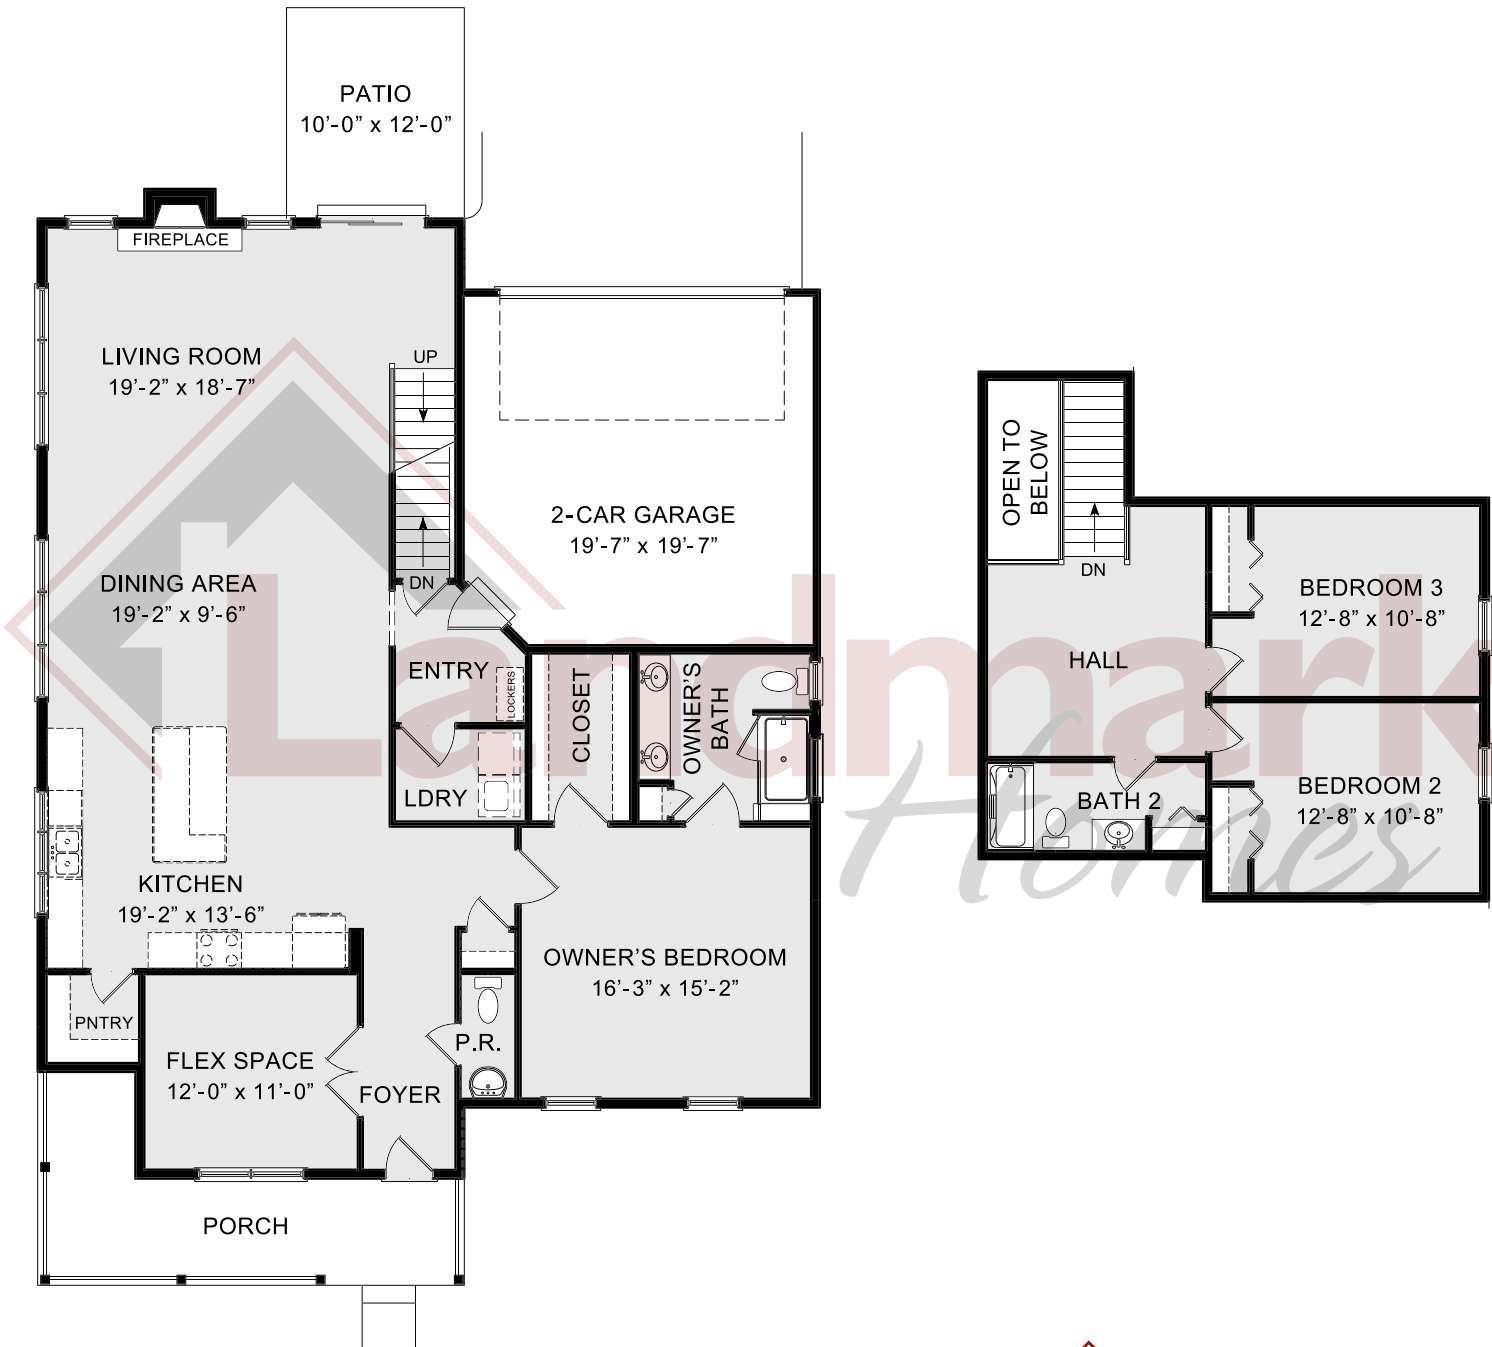 PATIO
10'-0” x 12'-0”
FIREPLACE
LIVING ROOM
19'-2” x 18'-7”
UP
2-CAR GARAGE
19'-7” x 19'-7”
DINING AREA
19'-2” x 9'-6”
DN
ENTRY
LOCKERS
CLOSET
OWNER'S
BATH
LDRY
KITCHEN
19'-2” x 13'-6”
OWNER'S BEDROOM
16'-3” x 15'-2”
PNTRY
FLEX SPACE
12'-0” x 11'-0”
P.R.
FOYER
PORCH
OPEN TO
BELOW
DN
BEDROOM 3
12'-8” x 10'-8”
HALL
BATH 2
BEDROOM 2
12'-8” x 10'-8”
Landmark
Homes